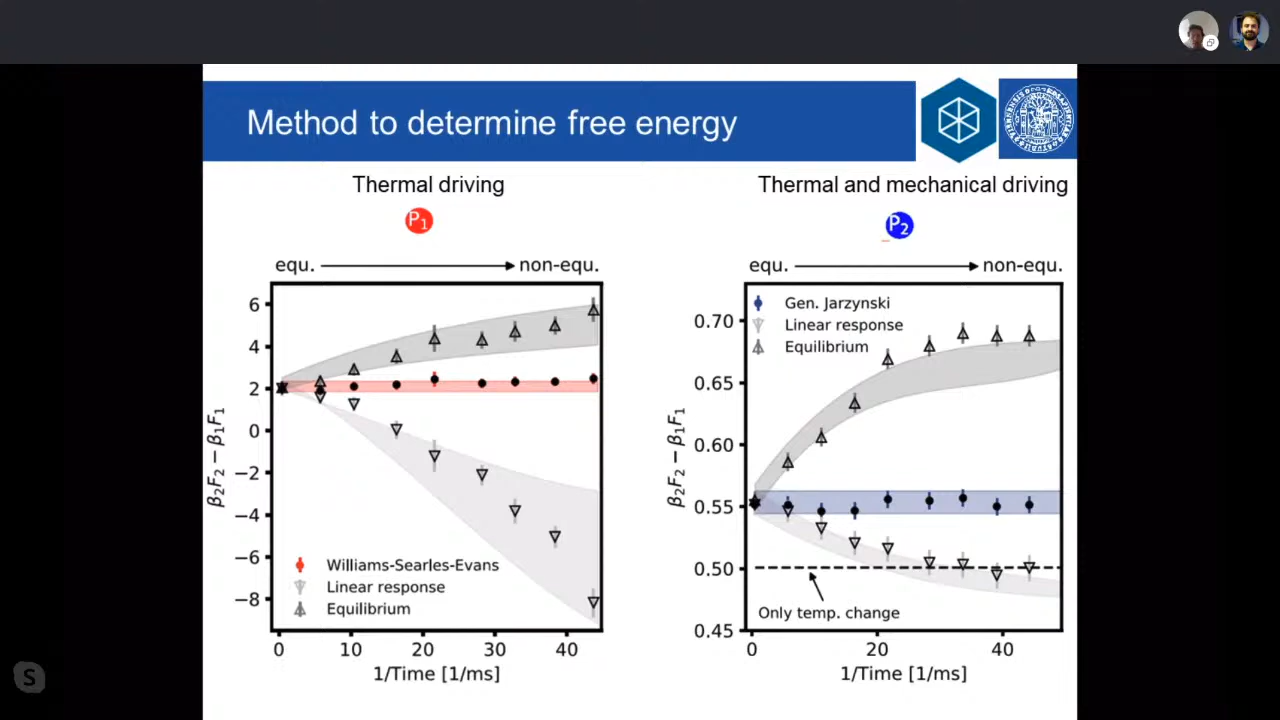 Method to determine free energy
Thermal driving
P1
equ. non-equ.
6
4
2
0
−2
−4
−6
−8
β2F2 − β1F1
Williams-Searles-Evans
Linear response
Equilibrium
0 10 20 30 40
1/Time [1/ms]
Thermal and mechanical driving
P2
equ. non-equ.
Gen. Jarzynski
Linear response
Equilibrium
0.70
0.65
0.60
0.55
0.50
0.45
β2F2 − β1F1
Only temp. change
0 20 40
1/Time [1/ms]
S